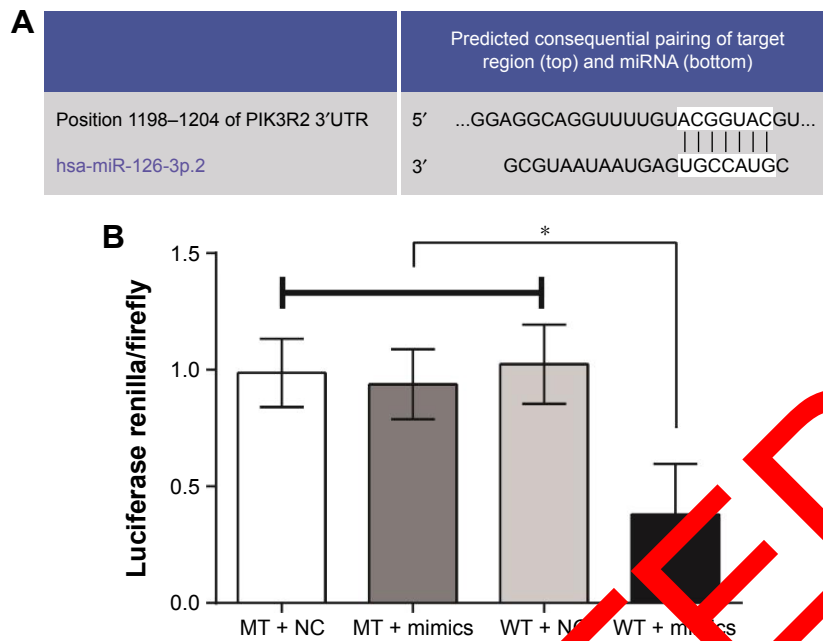 A
Predicted consequential pairing of target
region (top) and miRNA (bottom)
Position 1198–1204 of PIK3R2 3′UTR 5′ ...GGAGGCAGGUUUUGUACGGUACGU...
hsa-miR-126-3p.2 3′ GCGUAAUAAUGAGUGCCAUGC
B
*
Luciferase renilla/firefly
1.5
1.0
0.5
0.0
MT + NC MT + mimics WT + NC WT + mimics